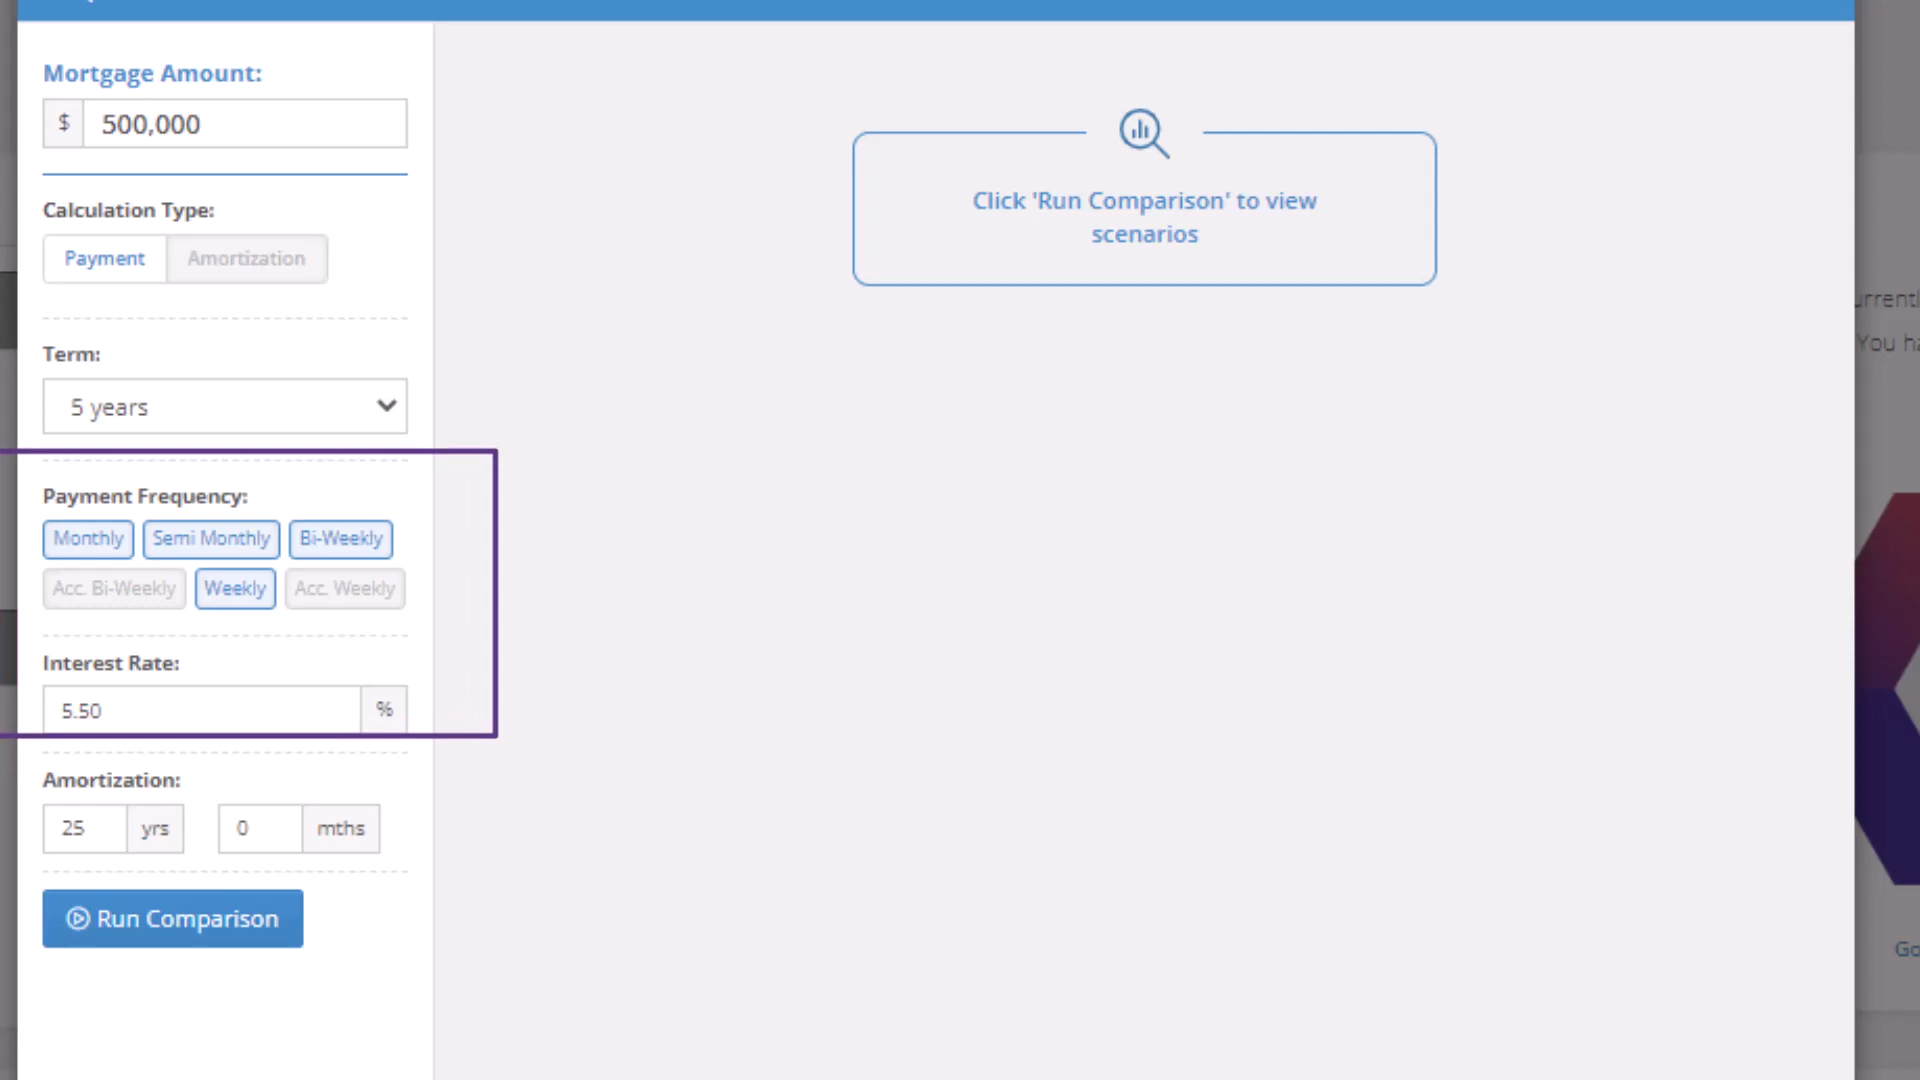 Mortgage Amount:
$ 500,000
Calculation Type:
Payment Amortization
Term:
5 years
Payment Frequency:
Monthly Semi Monthly Bi-Weekly
Acc. Bi-Weekly Weekly Acc. Weekly
Interest Rate:
5.50 %
Amortization:
25 yrs 0 mths
Run Comparison
Click 'Run Comparison' to view
scenarios
You